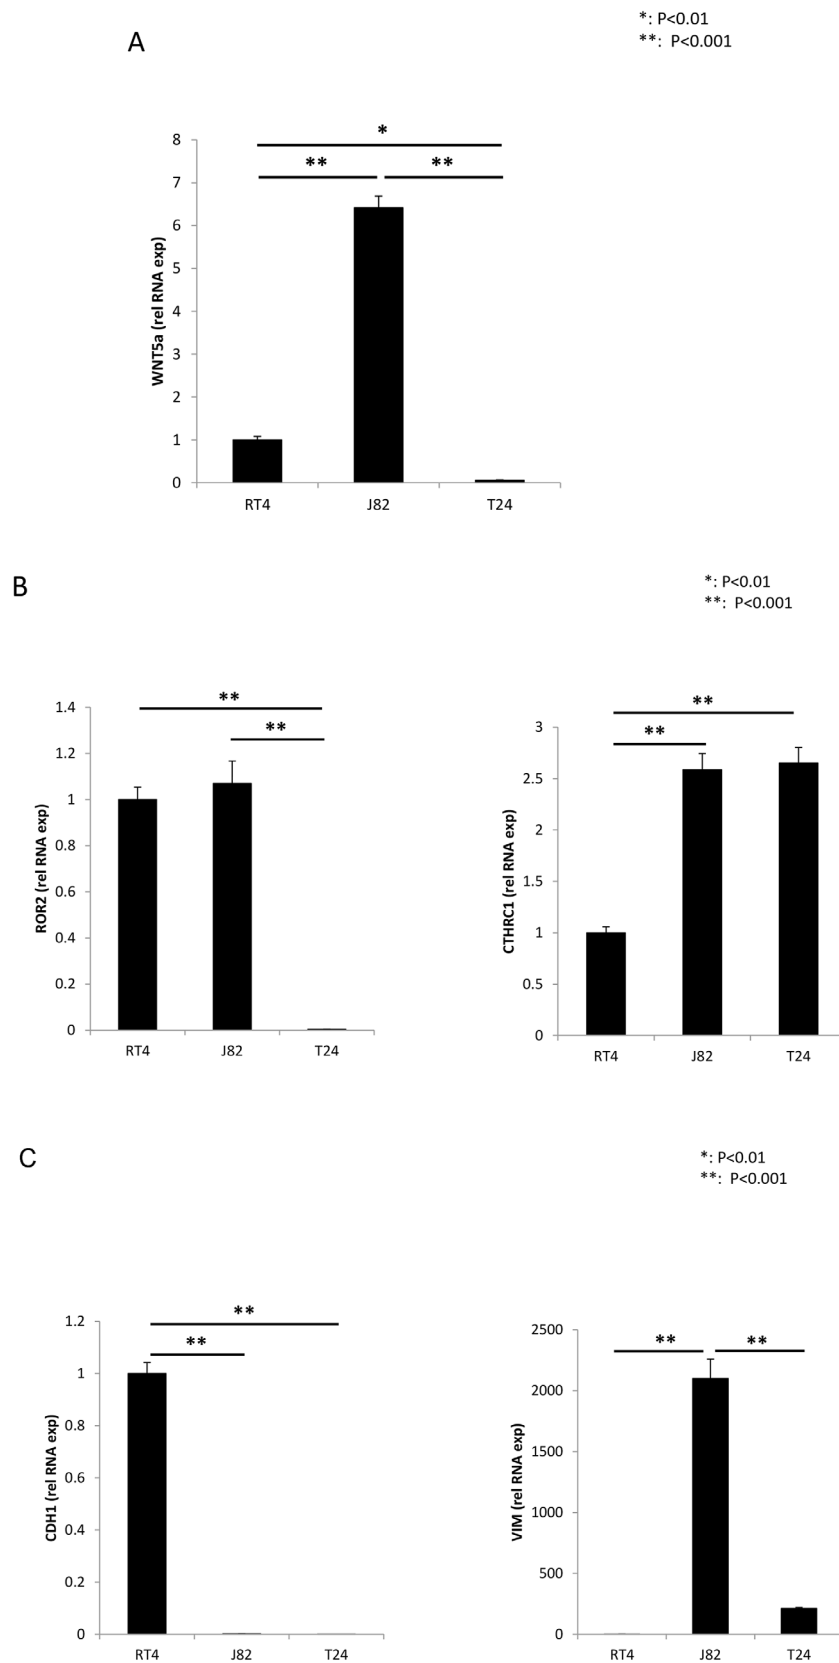 A
*: P<0.01
**: P<0.001
*
**
**
WNT5a (rel RNA exp)
8
7
6
5
4
3
2
1
0
RT4
J82
T24
B
*: P<0.01
**: P<0.001
**
**
ROR2 (rel RNA exp)
1.4
1.2
1
0.8
0.6
0.4
0.2
0
RT4
J82
T24
**
**
CTHRC1 (rel RNA exp)
3
2.5
2
1.5
1
0.5
0
RT4
J82
T24
C
*: P<0.01
**: P<0.001
**
**
CDH1 (rel RNA exp)
1.2
1
0.8
0.6
0.4
0.2
0
RT4
J82
T24
**
**
VIM (rel RNA exp)
2500
2000
1500
1000
500
0
RT4
J82
T24